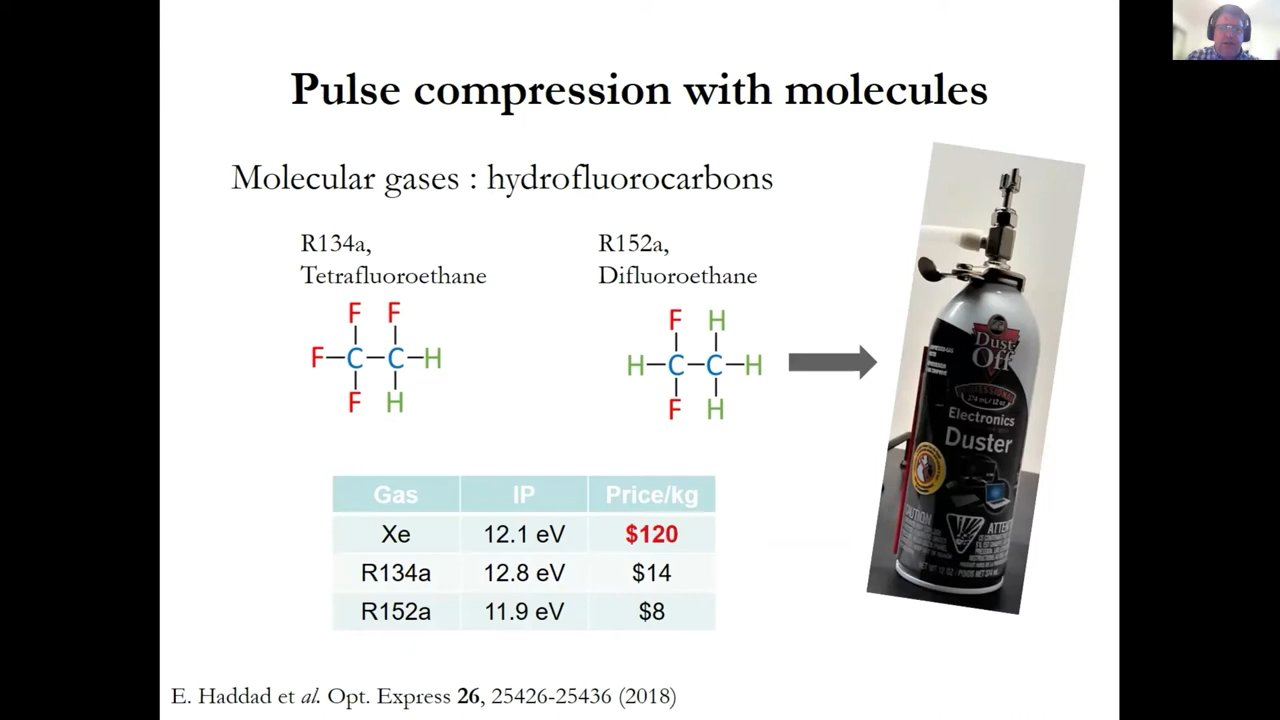 Pulse compression with molecules
Molecular gases : hydrofluorocarbons
R134a,
Tetrafluoroethane
F F
F C C H
F H
R152a,
Difluoroethane
F H
H C C H
F H
Dust-
Off
Electronics
Duster
CAUTION
Gas IP Price/kg
Xe 12.1 eV $120
R134a 12.8 eV $14
R152a 11.9 eV $8
E. Haddad et al. Opt. Express 26, 25426-25436 (2018)